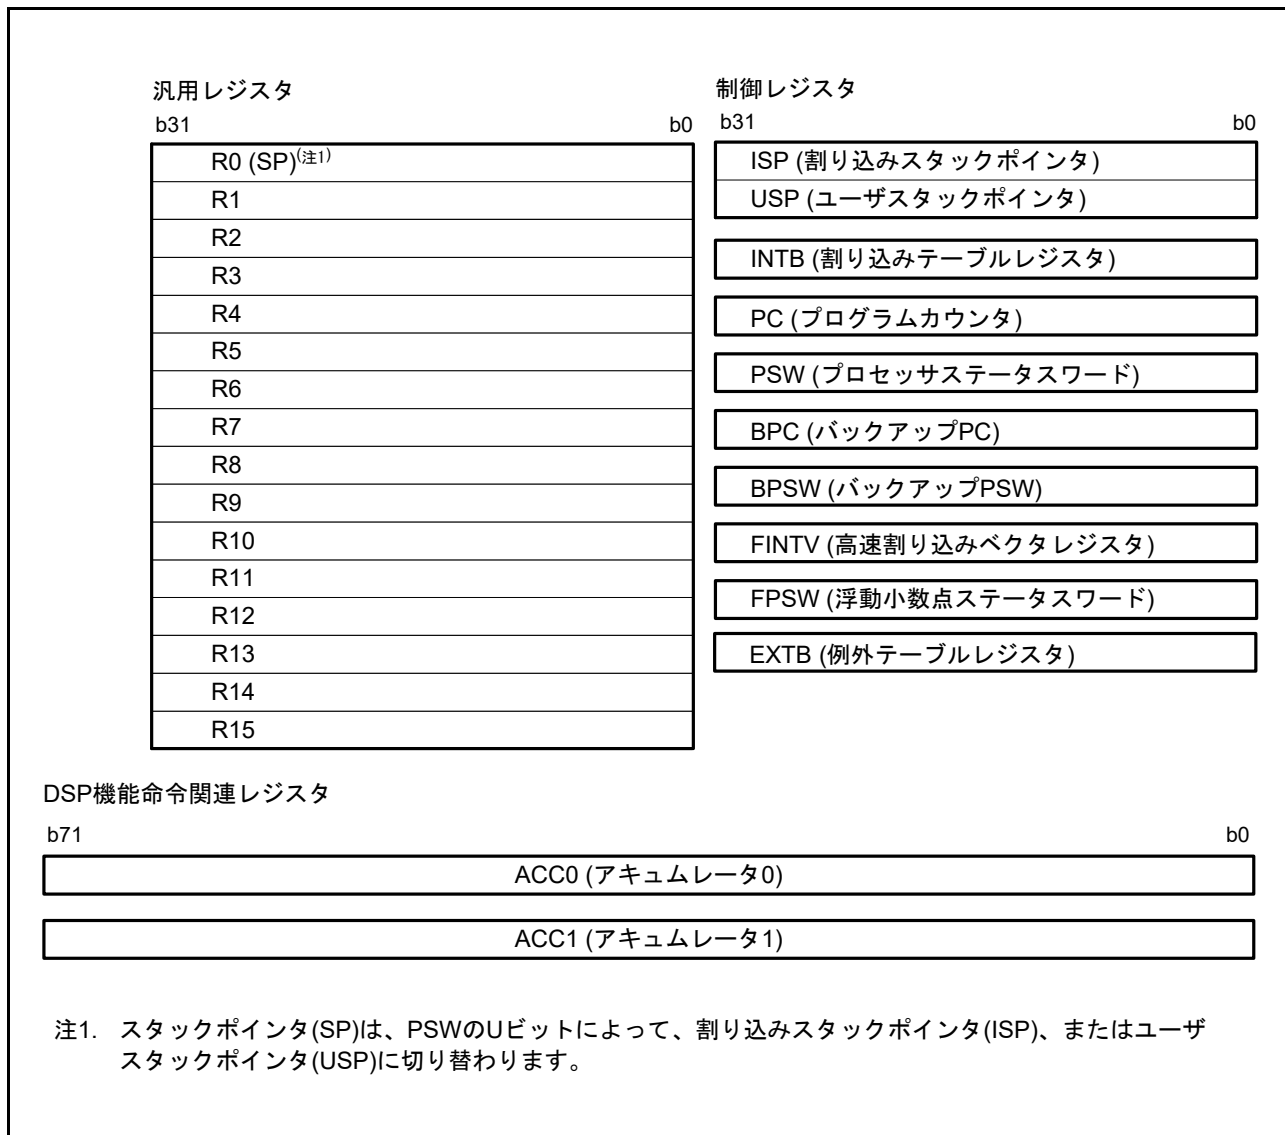 汎用レジスタ
b31 b0
R0 (SP)(注1)
R1
R2
R3
R4
R5
R6
R7
R8
R9
R10
R11
R12
R13
R14
R15
制御レジスタ
b31 b0
ISP (割り込みスタックポインタ)
USP (ユーザスタックポインタ)
INTB (割り込みテーブルレジスタ)
PC (プログラムカウンタ)
PSW (プロセッサステータスワード)
BPC (バックアップPC)
BPSW (バックアップPSW)
FINTV (高速割り込みベクタレジスタ)
FPSW (浮動小数点ステータスワード)
EXTB (例外テーブルレジスタ)
DSP機能命令関連レジスタ
b71 b0
ACC0 (アキュムレータ0)
ACC1 (アキュムレータ1)
注1. スタックポインタ(SP)は、PSWのUビットによって、割り込みスタックポインタ(ISP)、またはユーザ
スタックポインタ(USP)に切り替わります。